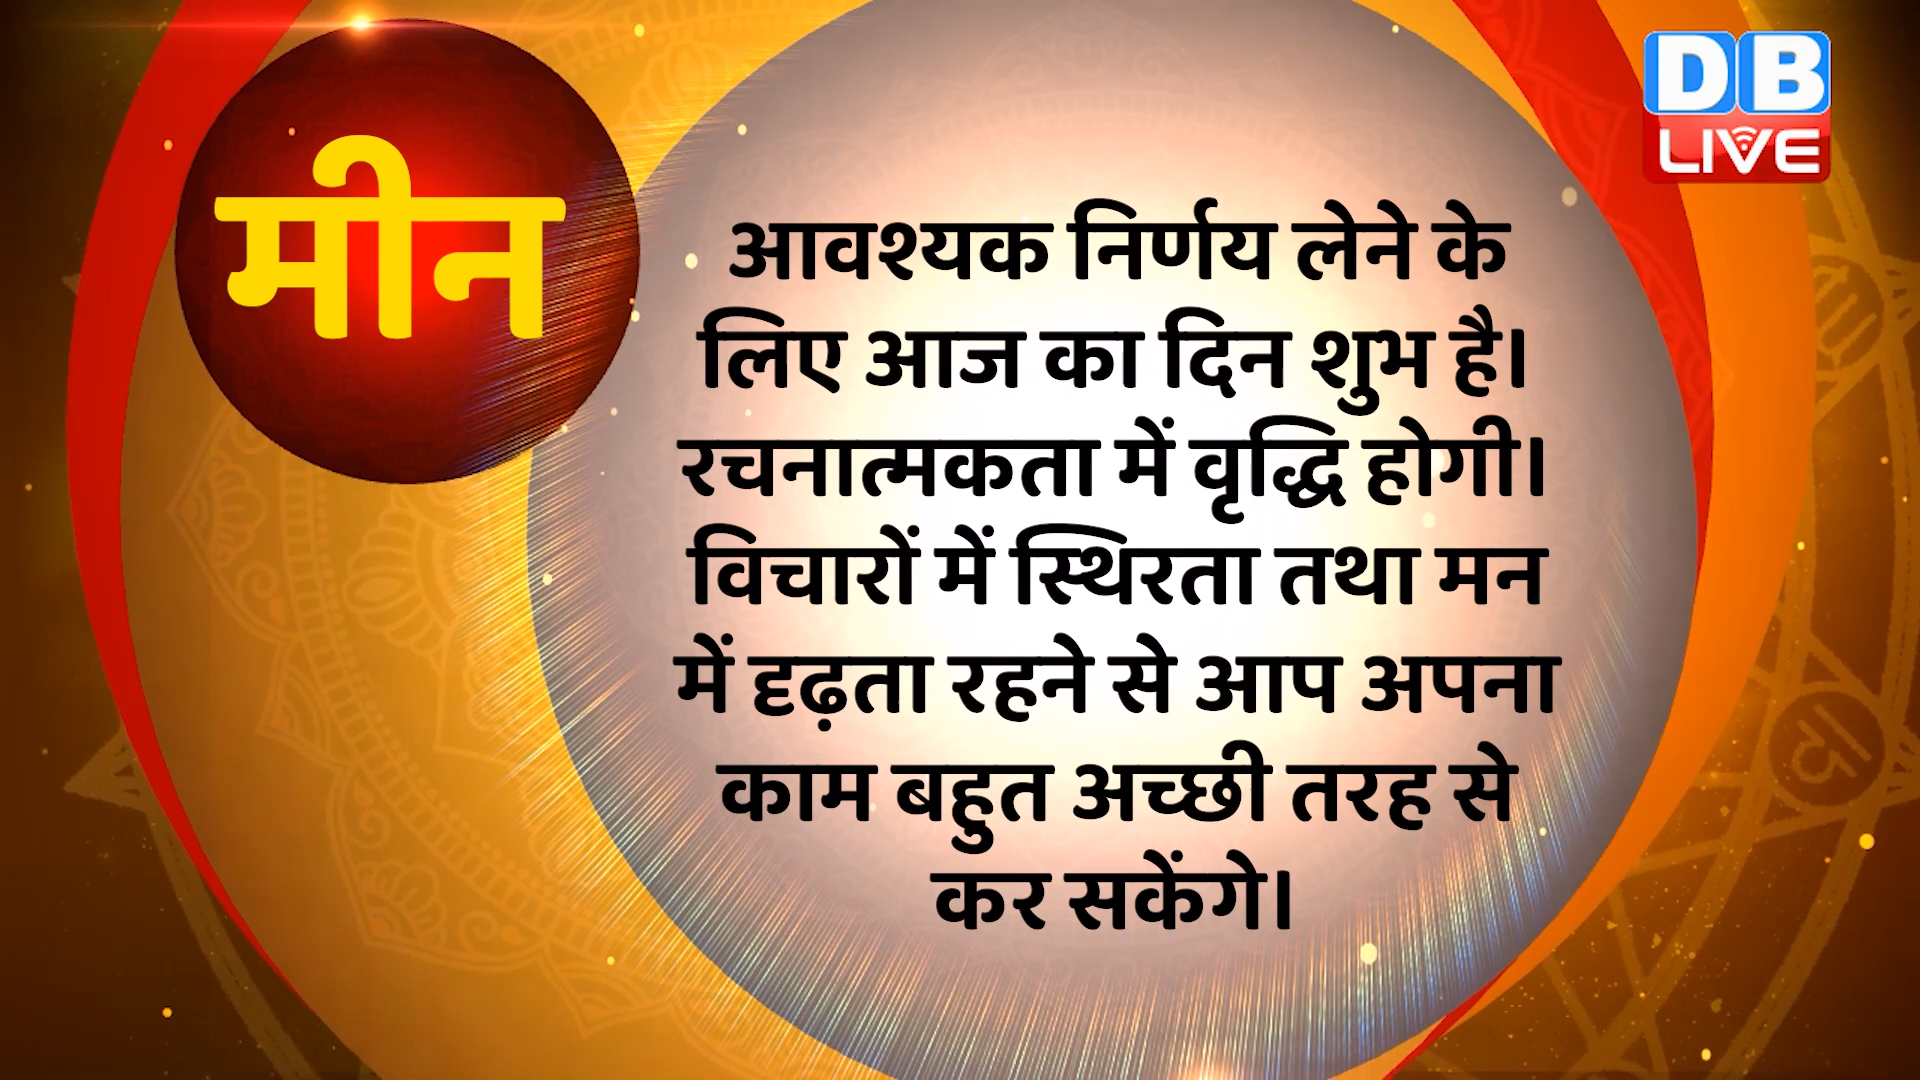 मीन
DB
LIVE
आवश्यक निर्णय लेने के
लिए आज का दिन शुभ है।
रचनात्मकता में वृद्धि होगी।
विचारों में स्थिरता तथा मन
में दृढ़ता रहने से आप अपना
काम बहुत अच्छी तरह से
कर सकेंगे।